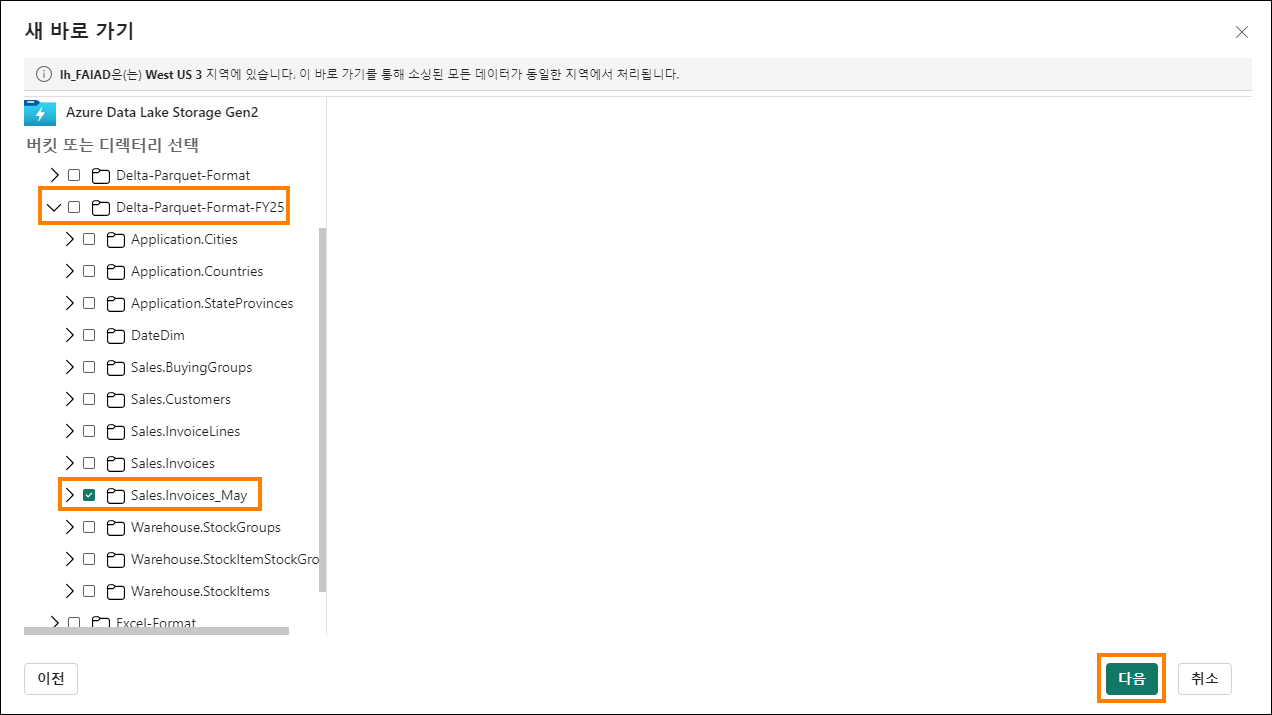 새 바로 가기
lh_FAIAD은(는) West US 3 지역에 있습니다. 이 바로 가기를 통해 소싱된 모든 데이터가 동일한 지역에서 처리됩니다.
Azure Data Lake Storage Gen2
버킷 또는 디렉터리 선택
Delta-Parquet-Format
Delta-Parquet-Format-FY25
Application.Cities
Application.Countries
Application.StateProvinces
DateDim
Sales.BuyingGroups
Sales.Customers
Sales.InvoiceLines
Sales.Invoices
Sales.Invoices_May
Warehouse.StockGroups
Warehouse.StockItemStockGro
Warehouse.StockItems
Excel-Format
이전
다음
취소